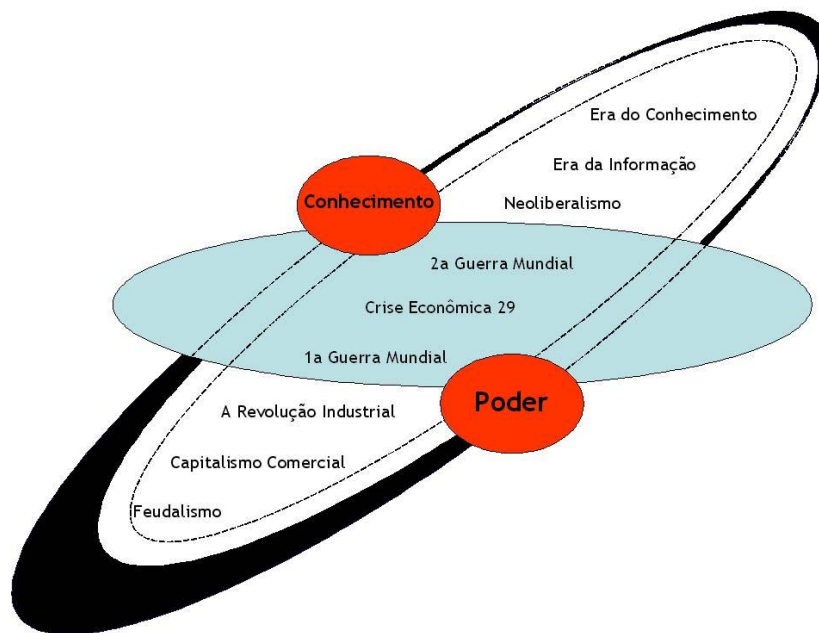 Era do Conhecimento
Era da Informação
Conhecimento
Neoliberalismo
2a Guerra Mundial
Crise Econômica 29
1a Guerra Mundial
Poder
A Revolução Industrial
Capitalismo Comercial
Feudalismo